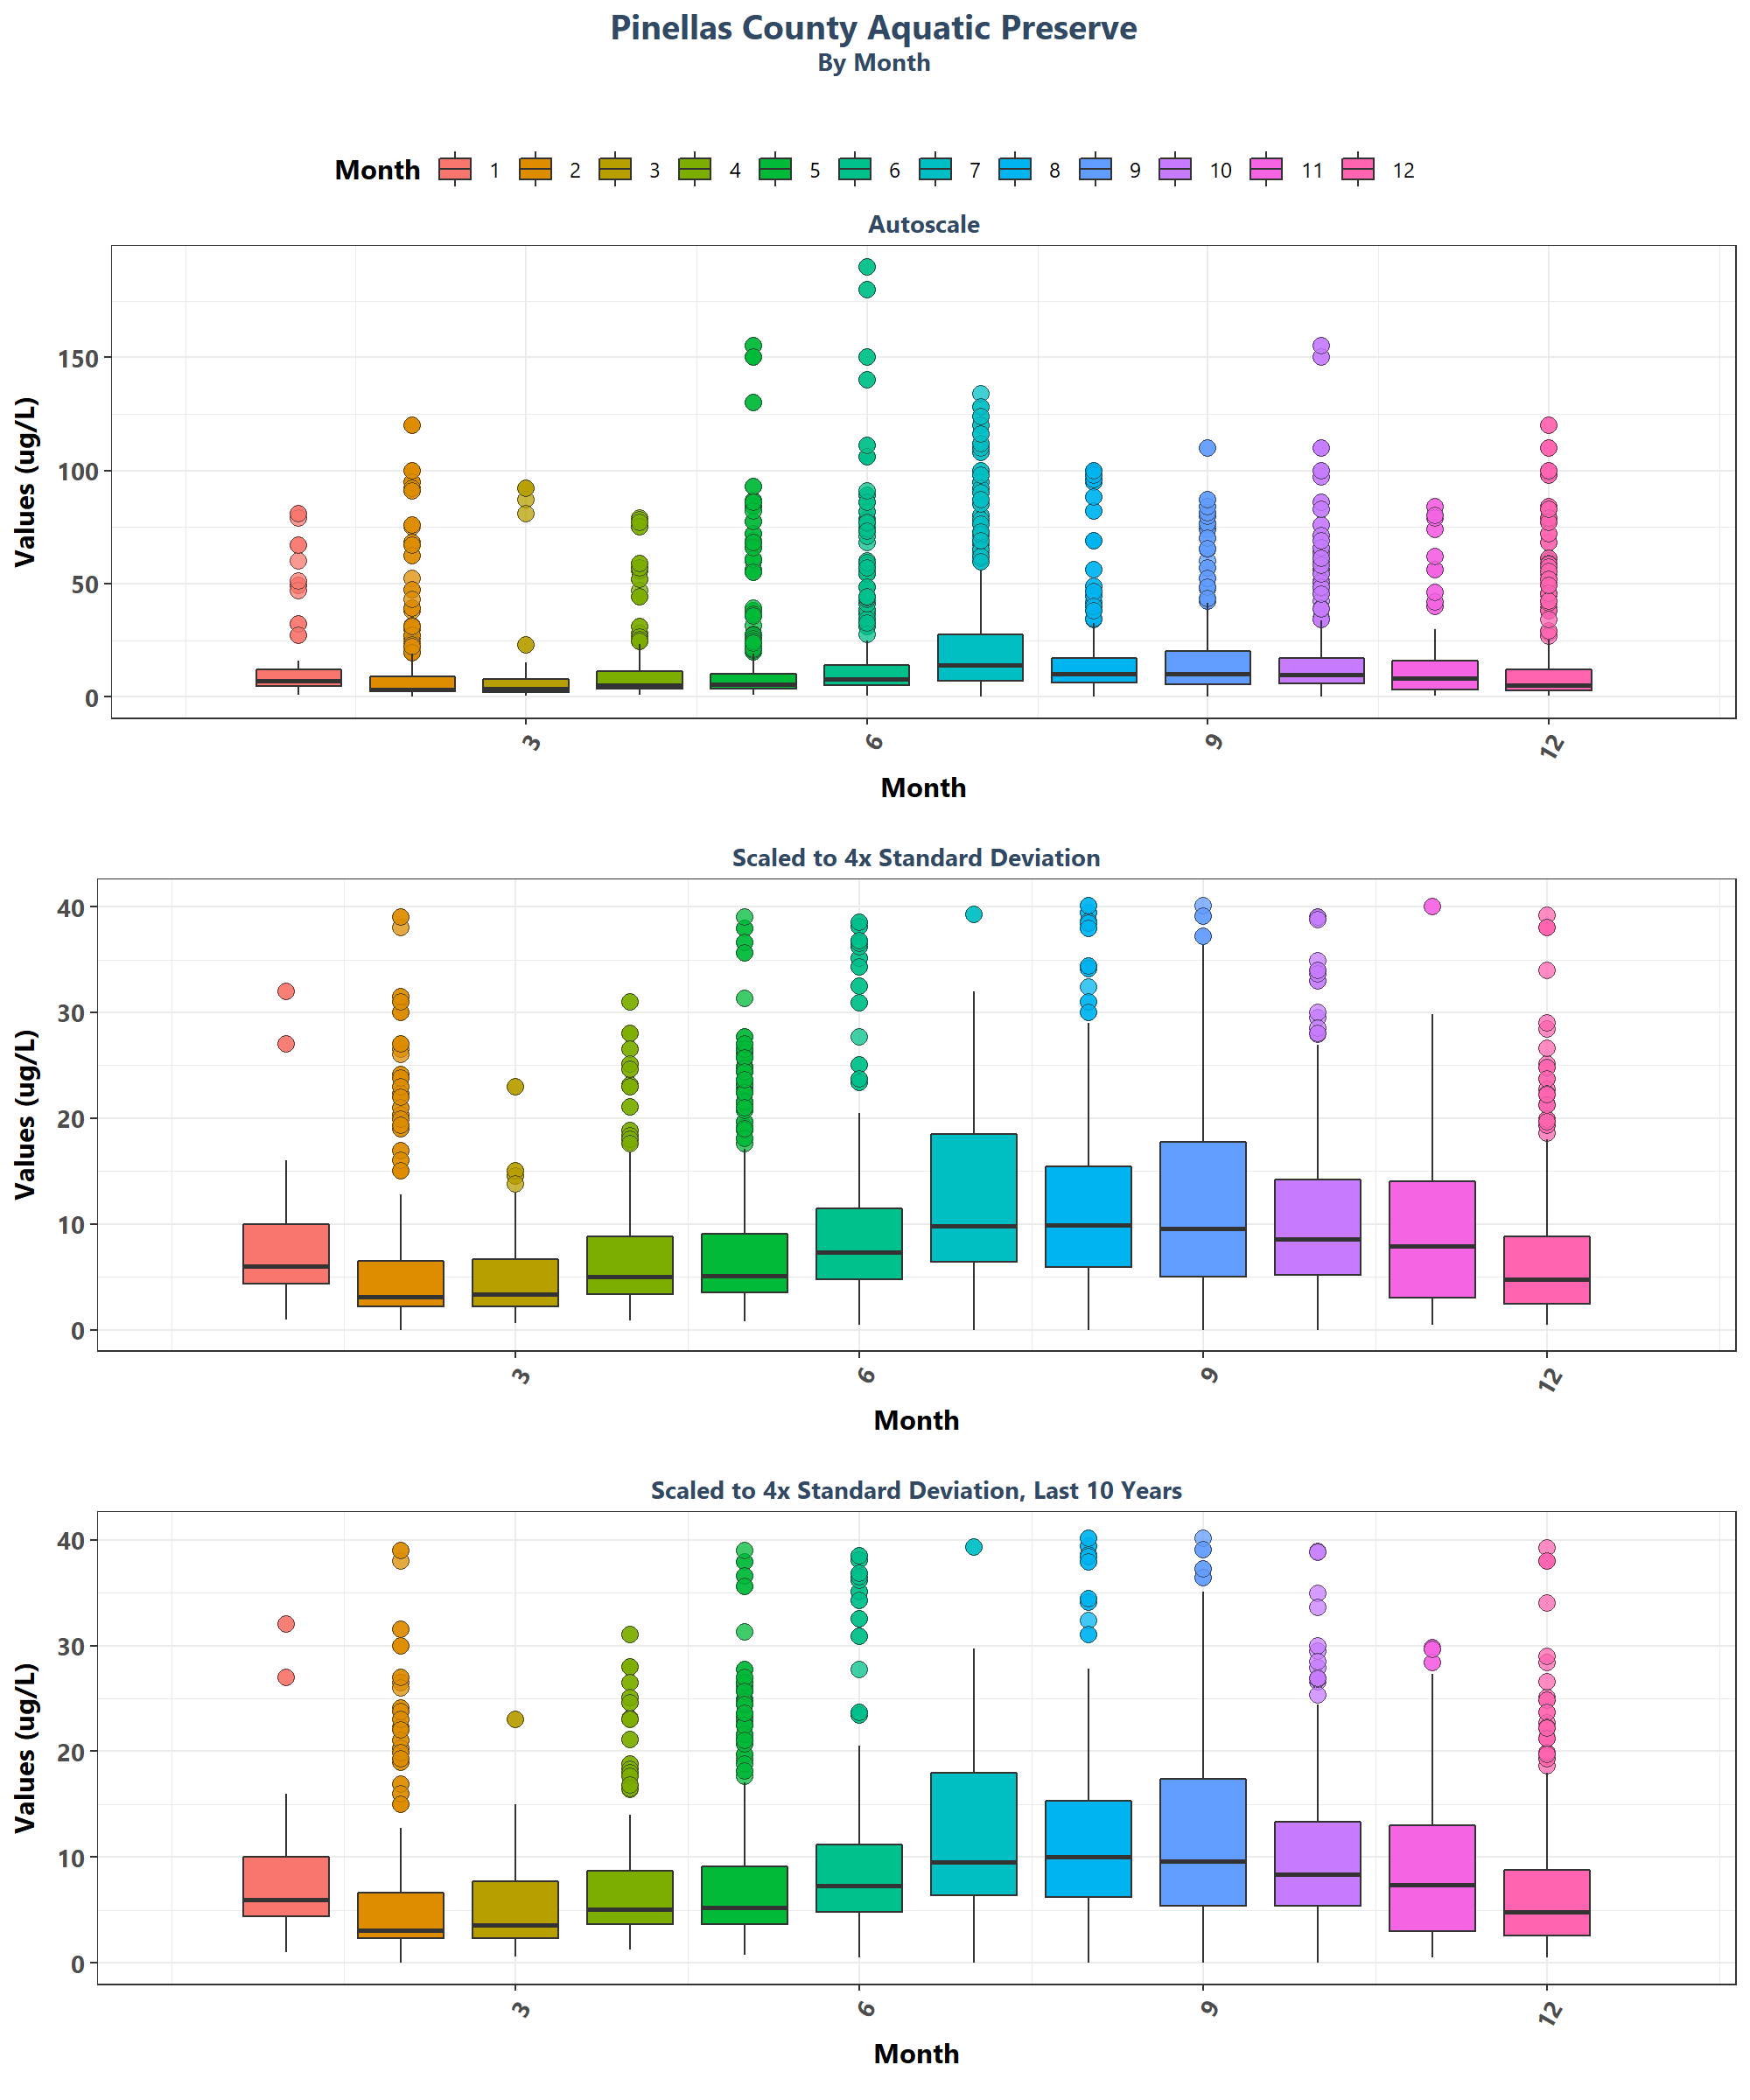 Pinellas County Aquatic Preserve
By Month
Month 1 2 3 4 5 6 7 8 9 10 11 12
Autoscale
Values (ug/L)
150
100
50
0
3 6 9 12
Month
Scaled to 4x Standard Deviation
Values (ug/L)
40
30
20
10
0
3 6 9 12
Month
Scaled to 4x Standard Deviation, Last 10 Years
Values (ug/L)
40
30
20
10
0
3 6 9 12
Month